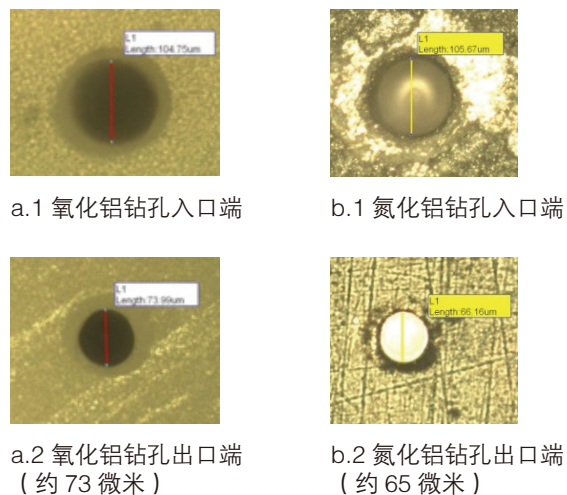 L1
Length:104.75um
L1
Length:105.67um
a.1 氧化铝钻孔入口端
b.1 氮化铝钻孔入口端
L1
Length:73.99um
L1
Length:66.16um
a.2 氧化铝钻孔出口端
（约 73 微米）
b.2 氮化铝钻孔出口端
（约 65 微米）